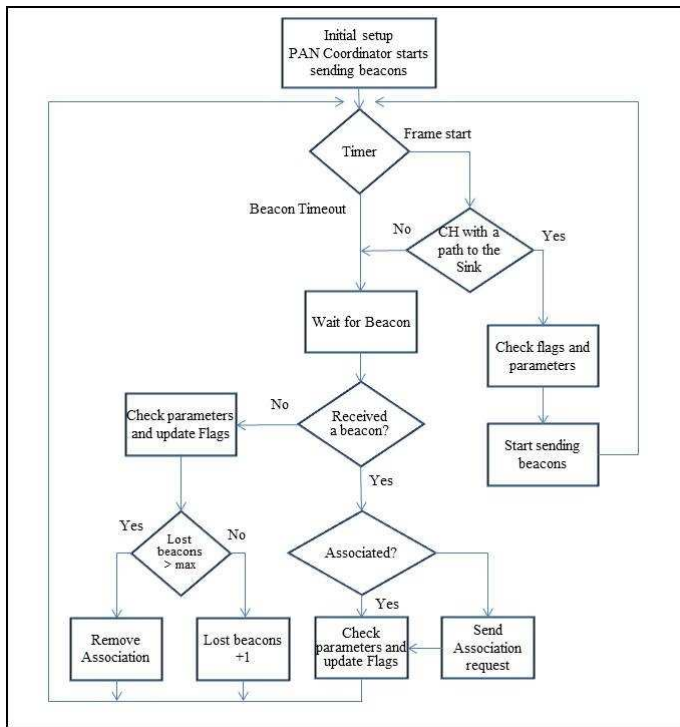 Initial setup
PAN Coordinator starts
sending beacons
Frame start
Timer
Beacon Timeout
No
CH with a
path to the
Sink
Yes
Wait for Beacon
Check flags and
parameters
No
Check parameters
and update Flags
Received
a beacon?
Start sending
beacons
Yes
Yes
Lost
beacons
> max
No
Associated?
Yes
Remove
Association
Lost beacons
+1
Check
parameters and
update Flags
Send
Association
request